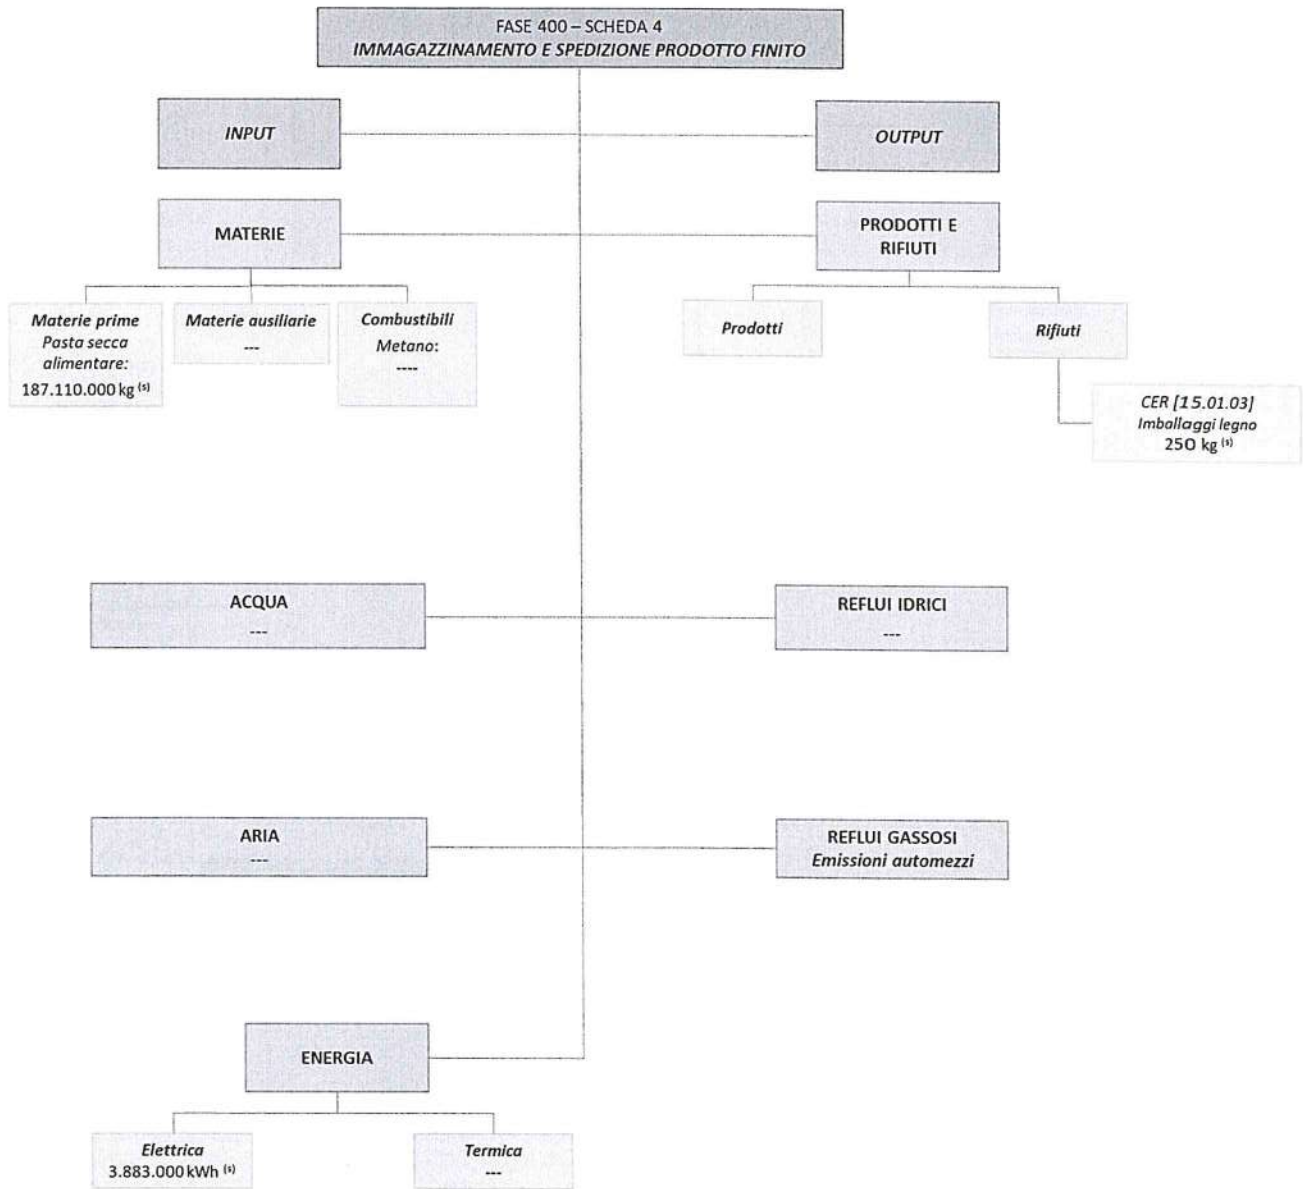 FASE 400 – SCHEDA 4
IMMAGAZZINAMENTO E SPEDIZIONE PRODOTTO FINITO
INPUT
OUTPUT
MATERIE
PRODOTTI E
RIFIUTI
Materie prime
Pasta secca
alimentare:
187.110.000 kg (s)
Materie ausiliarie
---
Combustibili
Metano:
----
Prodotti
Rifiuti
CER [15.01.03]
Imballaggi legno
250 kg (s)
ACQUA
---
REFLUI IDRICI
---
ARIA
---
REFLUI GASSOSI
Emissioni automezzi
ENERGIA
Elettrica
3.883.000 kWh (s)
Termica
---